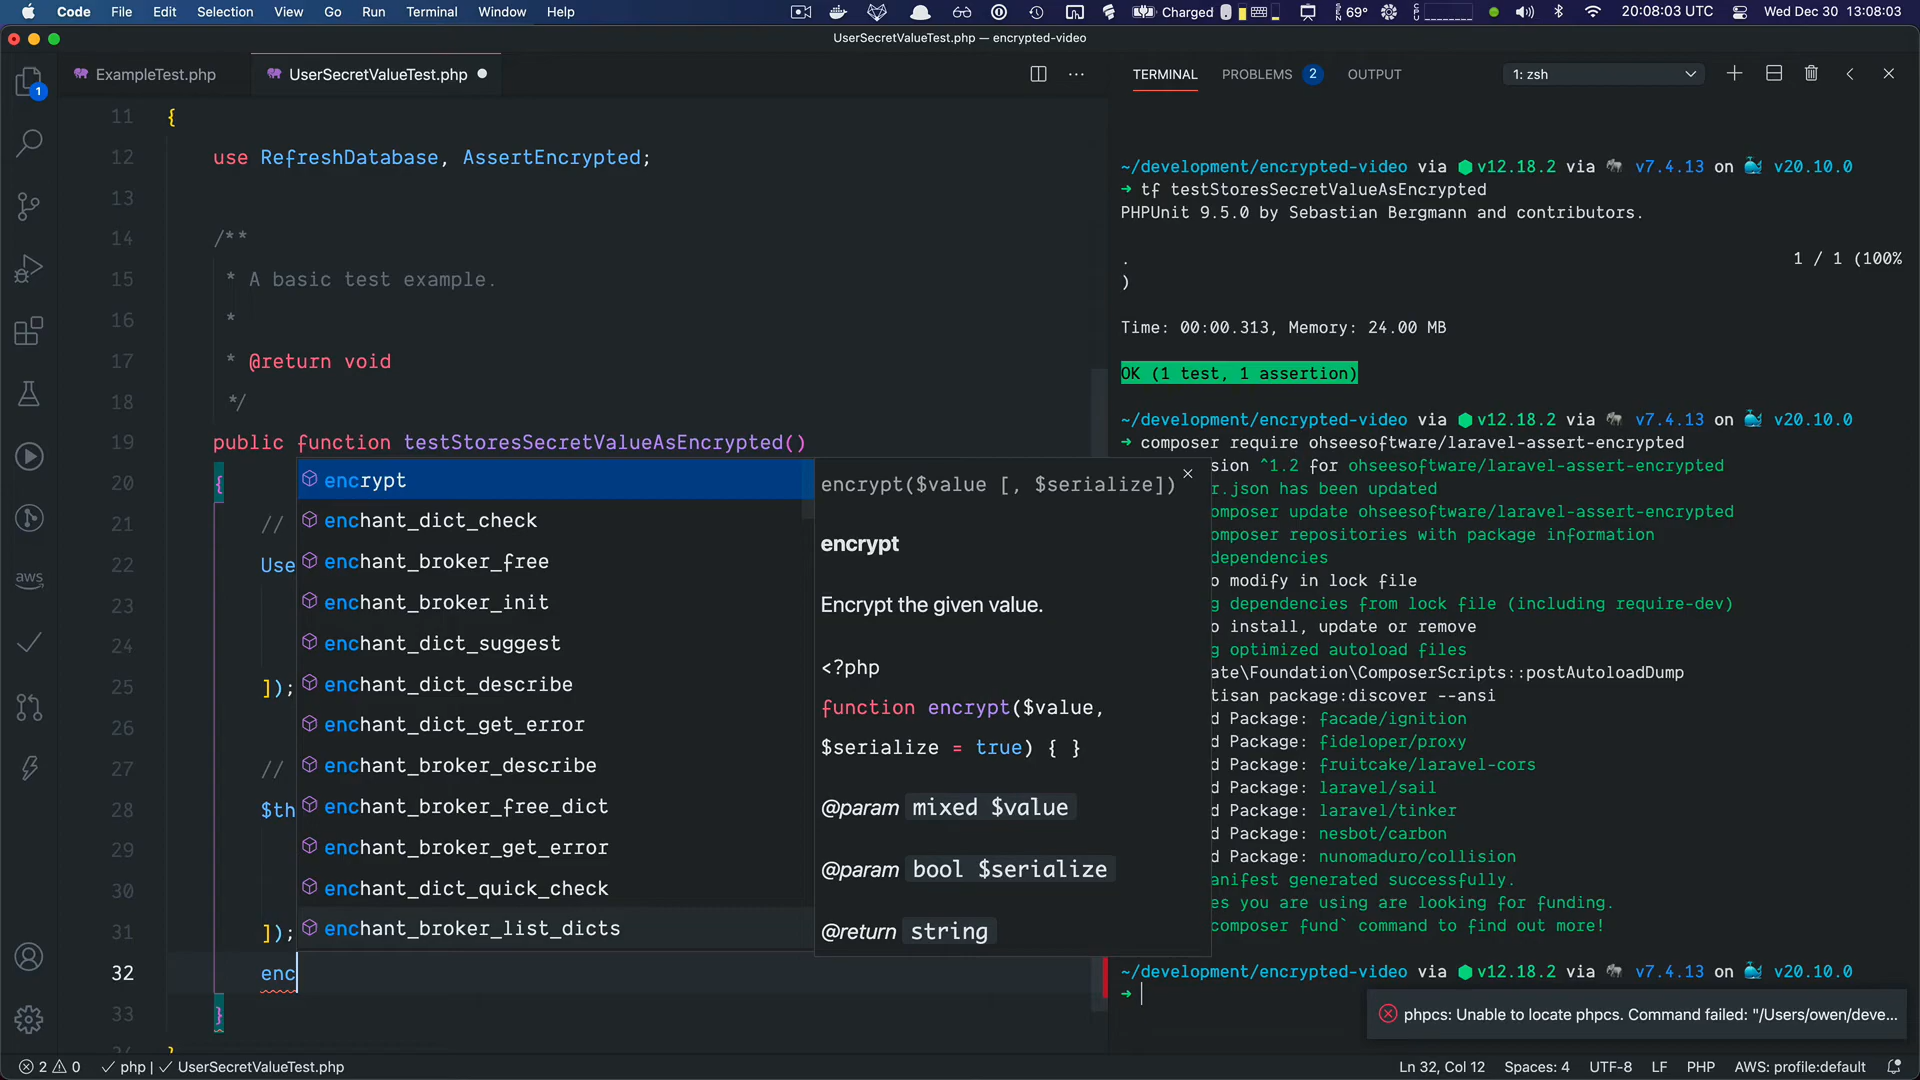 Code File Edit Selection View Go Run Terminal Window Help Charged 69° 20:08:03 UTC Wed Dec 30 13:08:03
UserSecretValueTest.php — encrypted-video
ExampleTest.php
UserSecretValueTest.php
1
11 {
12 use RefreshDatabase, AssertEncrypted;
13
14 /**
15 * A basic test example.
16 *
17 * @return void
18 */
19 public function testStoresSecretValueAsEncrypted()
20 {
21 //
22 Use
23
24
25 ]);
26
27 //
28 $th
29
30
31 ]);
32 enc
33 }
encrypt
enchant_dict_check
enchant_broker_free
enchant_broker_init
enchant_dict_suggest
enchant_dict_describe
enchant_dict_get_error
enchant_broker_describe
enchant_broker_free_dict
enchant_broker_get_error
enchant_dict_quick_check
enchant_broker_list_dicts
encrypt($value [, $serialize])
encrypt
Encrypt the given value.
<?php
function encrypt($value,
$serialize = true) { }
@param mixed $value
@param bool $serialize
@return string
TERMINAL PROBLEMS 2 OUTPUT 1: zsh
~/development/encrypted-video via v12.18.2 via v7.4.13 on v20.10.0
➜ tf testStoresSecretValueAsEncrypted
PHPUnit 9.5.0 by Sebastian Bergmann and contributors.
. 1 / 1 (100%
)
Time: 00:00.313, Memory: 24.00 MB
OK (1 test, 1 assertion)
~/development/encrypted-video via v12.18.2 via v7.4.13 on v20.10.0
➜ composer require ohseesoftware/laravel-assert-encrypted
sion ^1.2 for ohseesoftware/laravel-assert-encrypted
r.json has been updated
omposer update ohseesoftware/laravel-assert-encrypted
omposer repositories with package information
dependencies
o modify in lock file
g dependencies from lock file (including require-dev)
o install, update or remove
g optimized autoload files
ate\Foundation\ComposerScripts::postAutoloadDump
tisan package:discover --ansi
d Package: facade/ignition
d Package: fideloper/proxy
d Package: fruitcake/laravel-cors
d Package: laravel/sail
d Package: laravel/tinker
d Package: nesbot/carbon
d Package: nunomaduro/collision
anifest generated successfully.
es you are using are looking for funding.
composer fund` command to find out more!
~/development/encrypted-video via v12.18.2 via v7.4.13 on v20.10.0
➜
phpcs: Unable to locate phpcs. Command failed: "/Users/owen/deve...
aws
2 0 php | UserSecretValueTest.php
Ln 32, Col 12 Spaces: 4 UTF-8 LF PHP AWS: profile:default